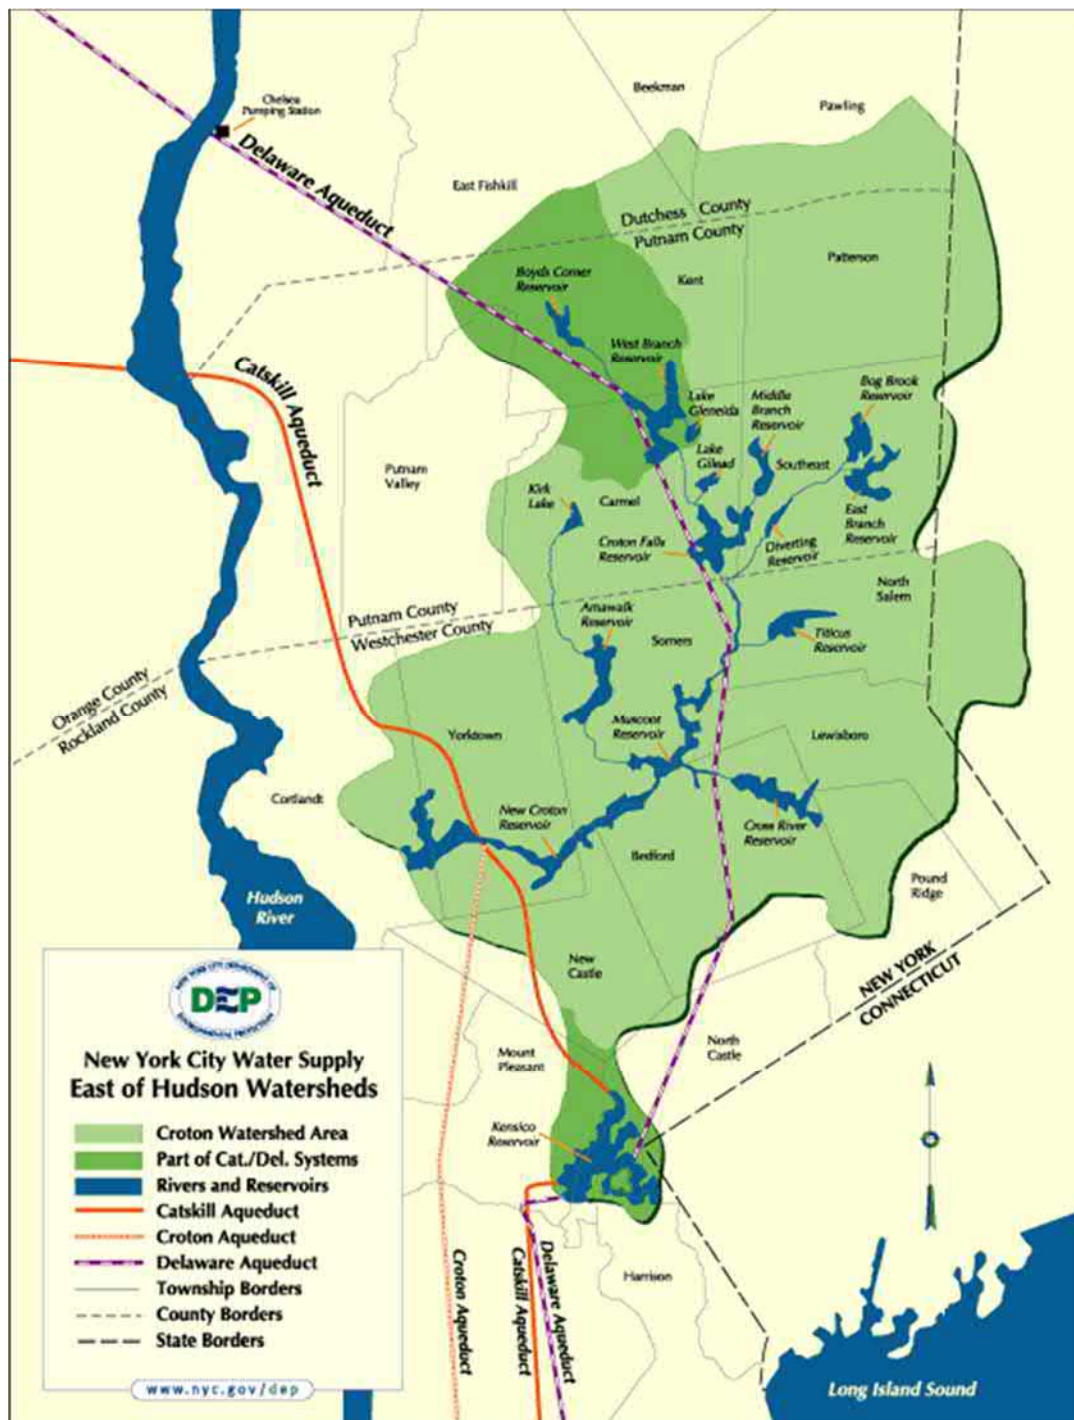 Beekman
Pawling
Chelsea
Pumping Station
Delaware Aqueduct
East Fishkill
Dutchess County
Putnam County
Patterson
Kent
Boyds Corner
Reservoir
West Branch
Reservoir
Catskill Aqueduct
Lake
Gleneida
Middle
Branch
Reservoir
Bog Brook
Reservoir
Putnam
Valley
Lake
Gilead
Southeast
Kirk
Lake
Carmel
East
Branch
Reservoir
Croton Falls
Reservoir
Diverting
Reservoir
North
Salem
Putnam County
Westchester County
Amawalk
Reservoir
Somers
Titicus
Reservoir
Orange County
Rockland County
Yorktown
Muscoot
Reservoir
Lewisboro
Cortlandt
New Croton
Reservoir
Cross River
Reservoir
Bedford
Pound
Ridge
Hudson
River
New
Castle
NEW YORK
CONNECTICUT
North
Castle
Mount
Pleasant
Kensico
Reservoir
Croton Aqueduct
Catskill Aqueduct
Delaware Aqueduct
Harrison
Long Island Sound
NEW YORK CITY DEPARTMENT OF
DEP
ENVIRONMENTAL PROTECTION
New York City Water Supply
East of Hudson Watersheds
Croton Watershed Area
Part of Cat./Del. Systems
Rivers and Reservoirs
Catskill Aqueduct
Croton Aqueduct
Delaware Aqueduct
Township Borders
County Borders
State Borders
www.nyc.gov/dep